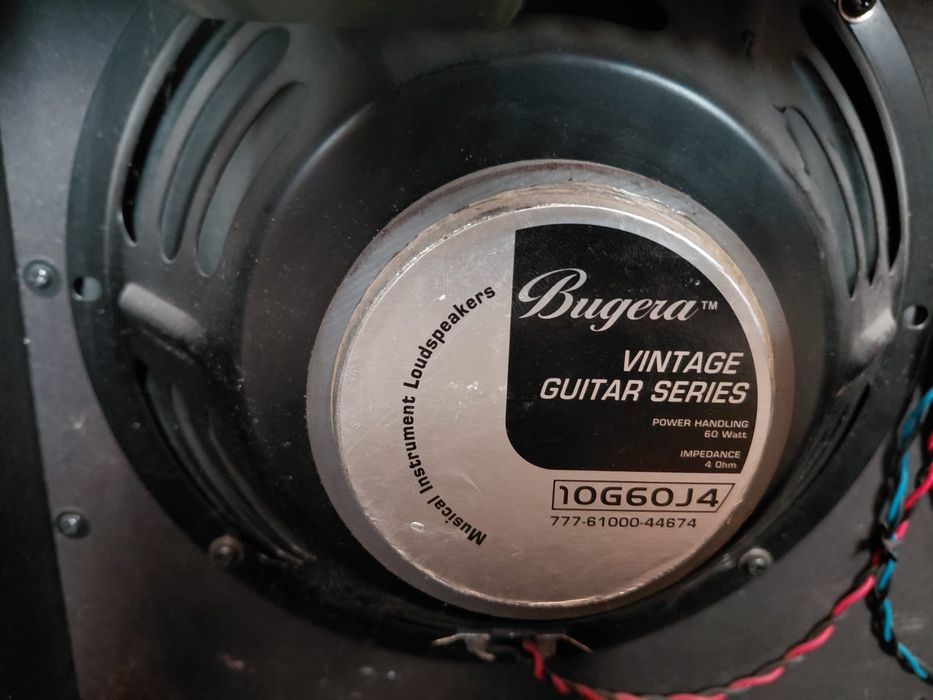 Musical Instrument Loudspeakers
Bugera™
VINTAGE
GUITAR SERIES
POWER HANDLING
60 Watt
IMPEDANCE
4 Ohm
10G60J4
777-61000-44674